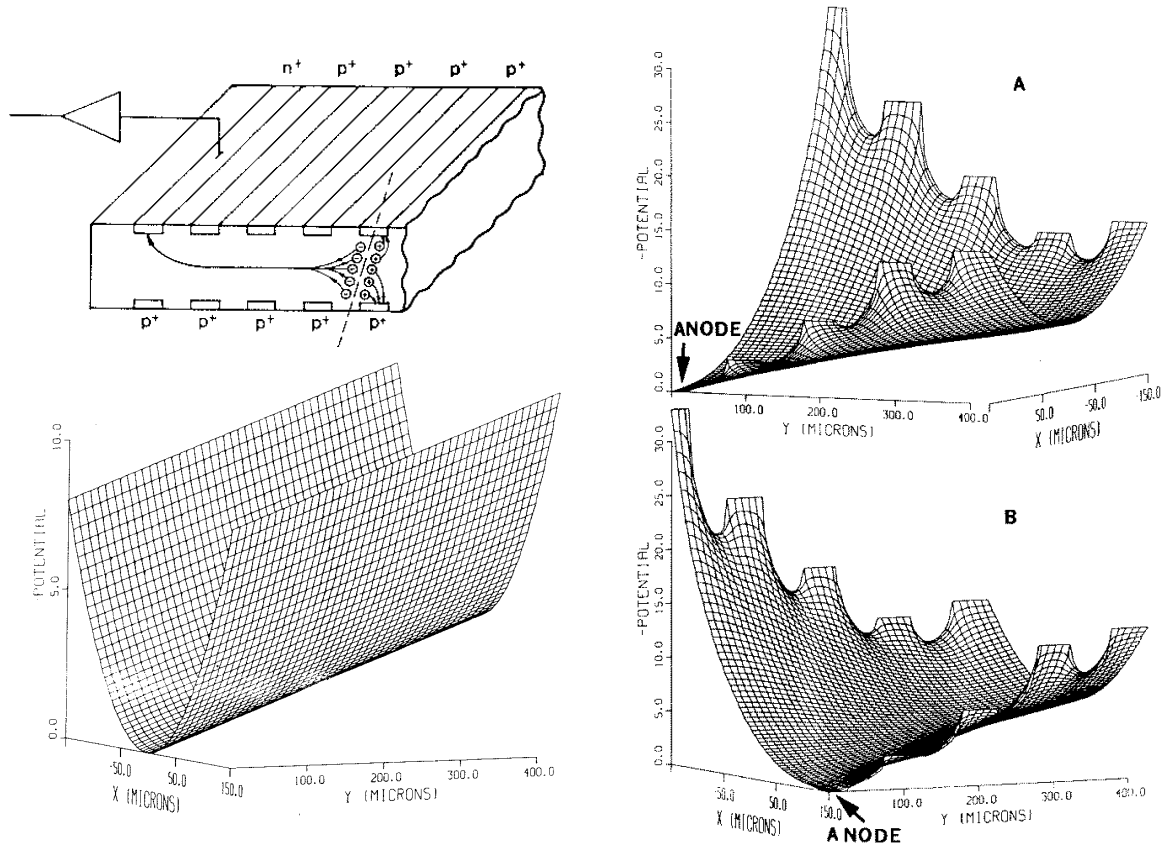 n+ p+ p+ p+ p+
p+ p+ p+ p+ p+
10.0
5.0
0.0
POTENTIAL
-50.0
50.0
150.0
X (MICRONS)
100.0
200.0
300.0
400.0
Y (MICRONS)
A
30.0
25.0
20.0
15.0
10.0
5.0
0.0
-POTENTIAL
ANODE
100.0
200.0
300.0
400.0
Y (MICRONS)
50.0
-50.0
-150.0
X (MICRONS)
B
30.0
25.0
20.0
15.0
10.0
5.0
0.0
-POTENTIAL
-50.0
50.0
150.0
X (MICRONS)
100.0
200.0
300.0
400.0
Y (MICRONS)
ANODE